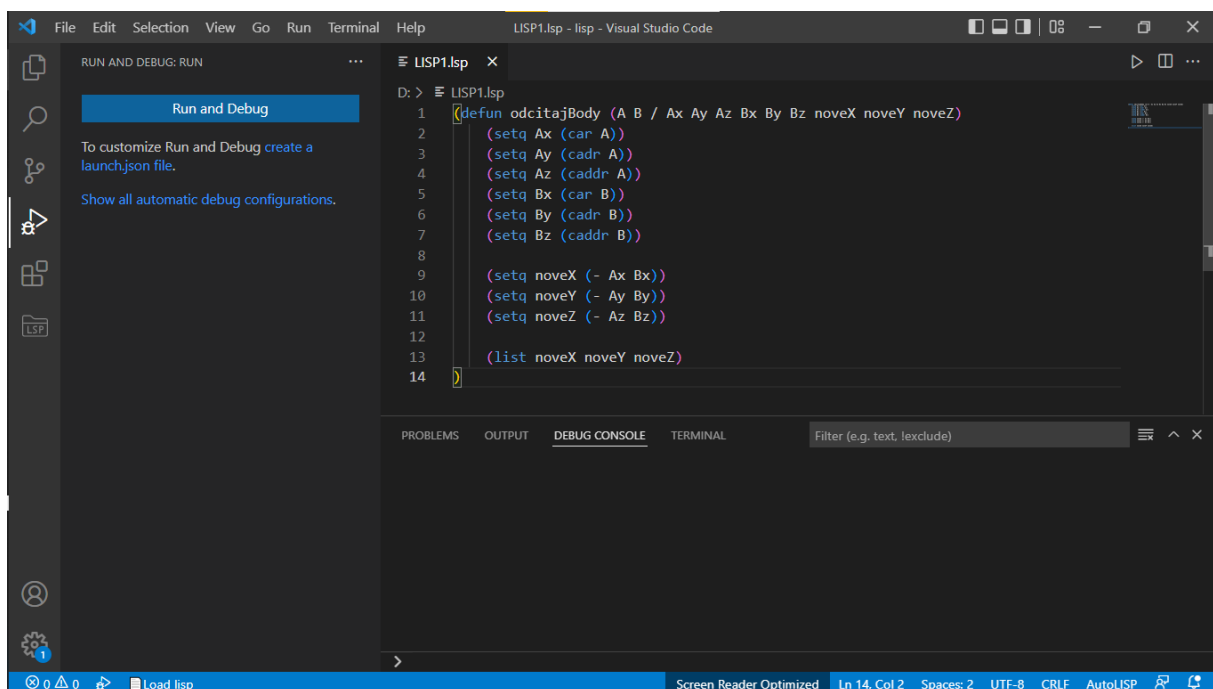 File Edit Selection View Go Run Terminal Help LISP1.lsp - lisp - Visual Studio Code
RUN AND DEBUG: RUN
Run and Debug
To customize Run and Debug create a
launch.json file.
Show all automatic debug configurations.
LSP
1
LISP1.lsp
D: > LISP1.lsp
1 (defun odcitajBody (A B / Ax Ay Az Bx By Bz noveX noveY noveZ)
2 (setq Ax (car A))
3 (setq Ay (cadr A))
4 (setq Az (caddr A))
5 (setq Bx (car B))
6 (setq By (cadr B))
7 (setq Bz (caddr B))
8
9 (setq noveX (- Ax Bx))
10 (setq noveY (- Ay By))
11 (setq noveZ (- Az Bz))
12
13 (list noveX noveY noveZ)
14 )
PROBLEMS OUTPUT DEBUG CONSOLE TERMINAL Filter (e.g. text, !exclude)
>
0 0 Load lisp Screen Reader Optimized Ln 14, Col 2 Spaces: 2 UTF-8 CRLF AutoLISP